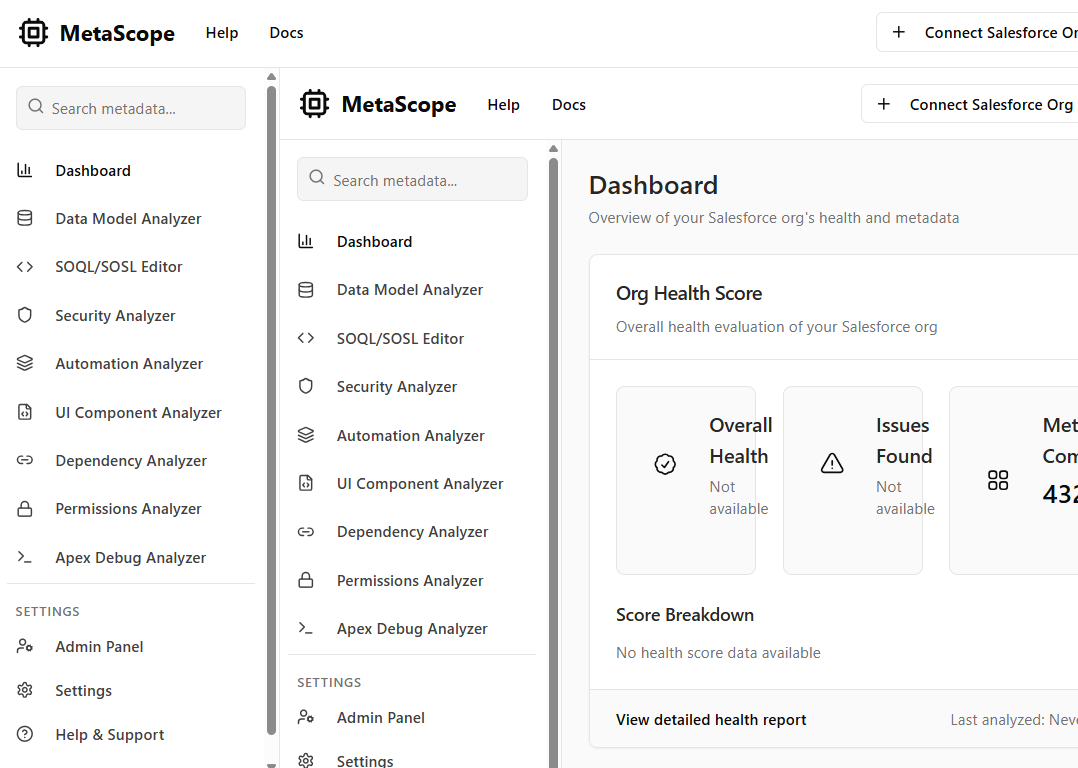 MetaScope Help Docs + Connect Salesforce Or
Search metadata...
Dashboard
Data Model Analyzer
SOQL/SOSL Editor
Security Analyzer
Automation Analyzer
UI Component Analyzer
Dependency Analyzer
Permissions Analyzer
Apex Debug Analyzer
SETTINGS
Admin Panel
Settings
Help & Support
MetaScope Help Docs + Connect Salesforce Org
Search metadata...
Dashboard
Data Model Analyzer
SOQL/SOSL Editor
Security Analyzer
Automation Analyzer
UI Component Analyzer
Dependency Analyzer
Permissions Analyzer
Apex Debug Analyzer
SETTINGS
Admin Panel
Settings
Dashboard
Overview of your Salesforce org's health and metadata
Org Health Score
Overall health evaluation of your Salesforce org
Overall
Health
Not
available
Issues
Found
Not
available
Met
Com
432
Score Breakdown
No health score data available
View detailed health report
Last analyzed: Neve